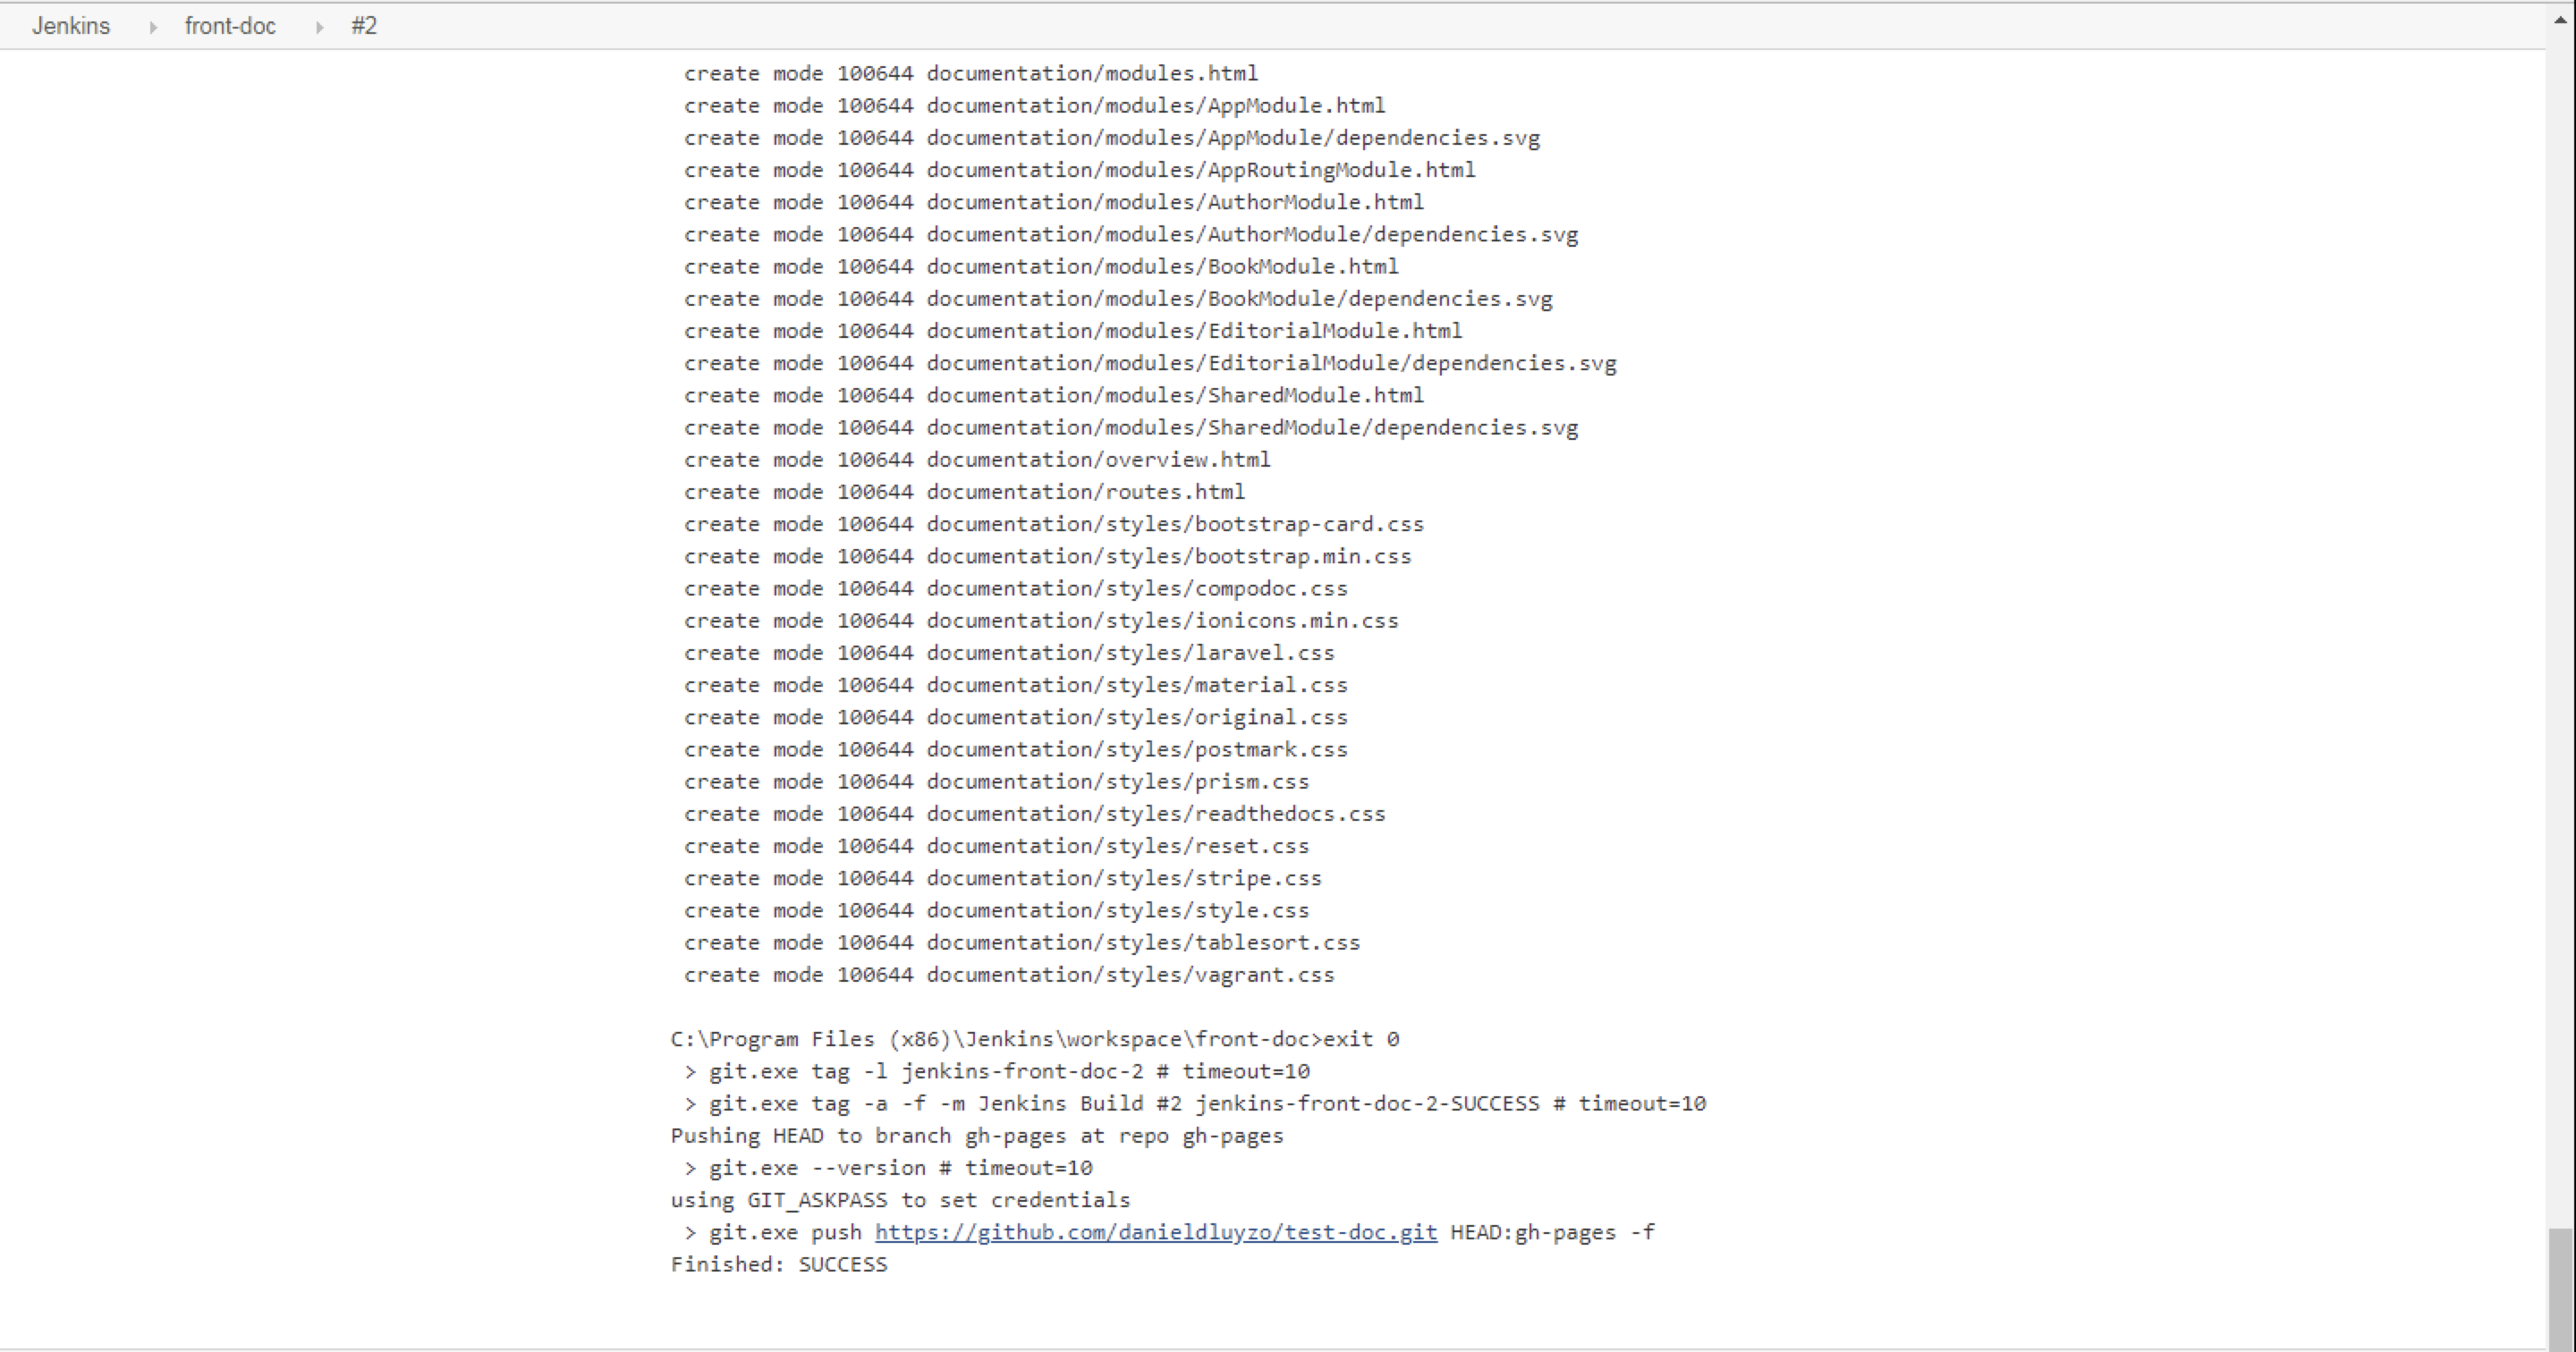 Jenkins front-doc #2
create mode 100644 documentation/modules.html
create mode 100644 documentation/modules/AppModule.html
create mode 100644 documentation/modules/AppModule/dependencies.svg
create mode 100644 documentation/modules/AppRoutingModule.html
create mode 100644 documentation/modules/AuthorModule.html
create mode 100644 documentation/modules/AuthorModule/dependencies.svg
create mode 100644 documentation/modules/BookModule.html
create mode 100644 documentation/modules/BookModule/dependencies.svg
create mode 100644 documentation/modules/EditorialModule.html
create mode 100644 documentation/modules/EditorialModule/dependencies.svg
create mode 100644 documentation/modules/SharedModule.html
create mode 100644 documentation/modules/SharedModule/dependencies.svg
create mode 100644 documentation/overview.html
create mode 100644 documentation/routes.html
create mode 100644 documentation/styles/bootstrap-card.css
create mode 100644 documentation/styles/bootstrap.min.css
create mode 100644 documentation/styles/compodoc.css
create mode 100644 documentation/styles/ionicons.min.css
create mode 100644 documentation/styles/laravel.css
create mode 100644 documentation/styles/material.css
create mode 100644 documentation/styles/original.css
create mode 100644 documentation/styles/postmark.css
create mode 100644 documentation/styles/prism.css
create mode 100644 documentation/styles/readthedocs.css
create mode 100644 documentation/styles/reset.css
create mode 100644 documentation/styles/stripe.css
create mode 100644 documentation/styles/style.css
create mode 100644 documentation/styles/tablesort.css
create mode 100644 documentation/styles/vagrant.css
C:\Program Files (x86)\Jenkins\workspace\front-doc>exit 0
> git.exe tag -l jenkins-front-doc-2 # timeout=10
> git.exe tag -a -f -m Jenkins Build #2 jenkins-front-doc-2-SUCCESS # timeout=10
Pushing HEAD to branch gh-pages at repo gh-pages
> git.exe --version # timeout=10
using GIT_ASKPASS to set credentials
> git.exe push https://github.com/danieldluyzo/test-doc.git HEAD:gh-pages -f
Finished: SUCCESS